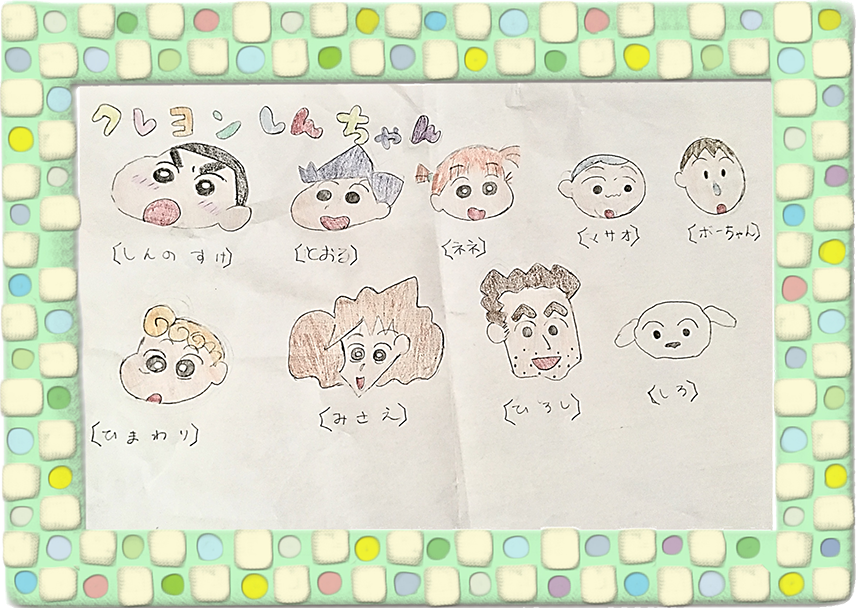 クレヨンしんちゃん
〔しんのすけ〕 〔とおる〕 〔ネネ〕 〔マサオ〕 〔ボーちゃん〕
〔ひまわり〕 〔みさえ〕 〔ひろし〕 〔しろ〕